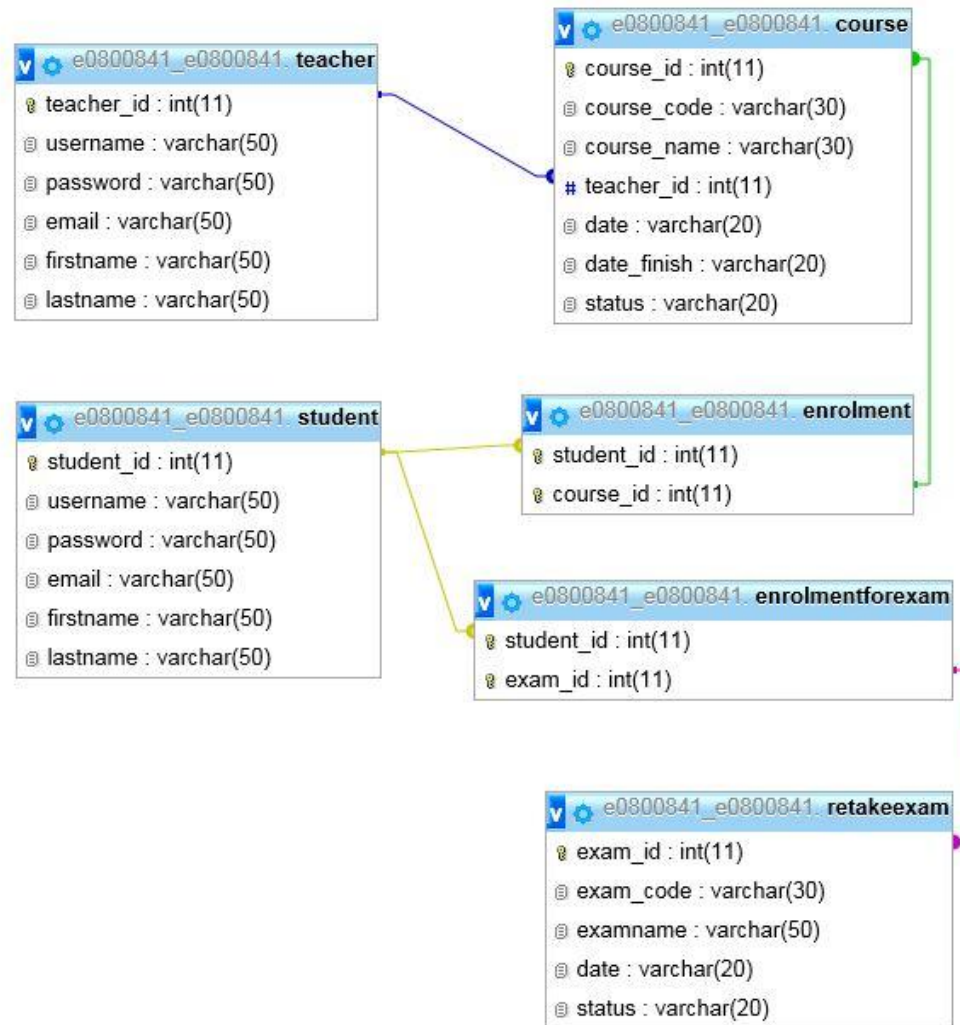 e0800841_e0800841. teacher
teacher_id : int(11)
username : varchar(50)
password : varchar(50)
email : varchar(50)
firstname : varchar(50)
lastname : varchar(50)
e0800841_e0800841. course
course_id : int(11)
course_code : varchar(30)
course_name : varchar(30)
# teacher_id : int(11)
date : varchar(20)
date_finish : varchar(20)
status : varchar(20)
e0800841_e0800841. student
student_id : int(11)
username : varchar(50)
password : varchar(50)
email : varchar(50)
firstname : varchar(50)
lastname : varchar(50)
e0800841_e0800841. enrolment
student_id : int(11)
course_id : int(11)
e0800841_e0800841. enrolmentforexam
student_id : int(11)
exam_id : int(11)
e0800841_e0800841. retakeexam
exam_id : int(11)
exam_code : varchar(30)
examname : varchar(50)
date : varchar(20)
status : varchar(20)